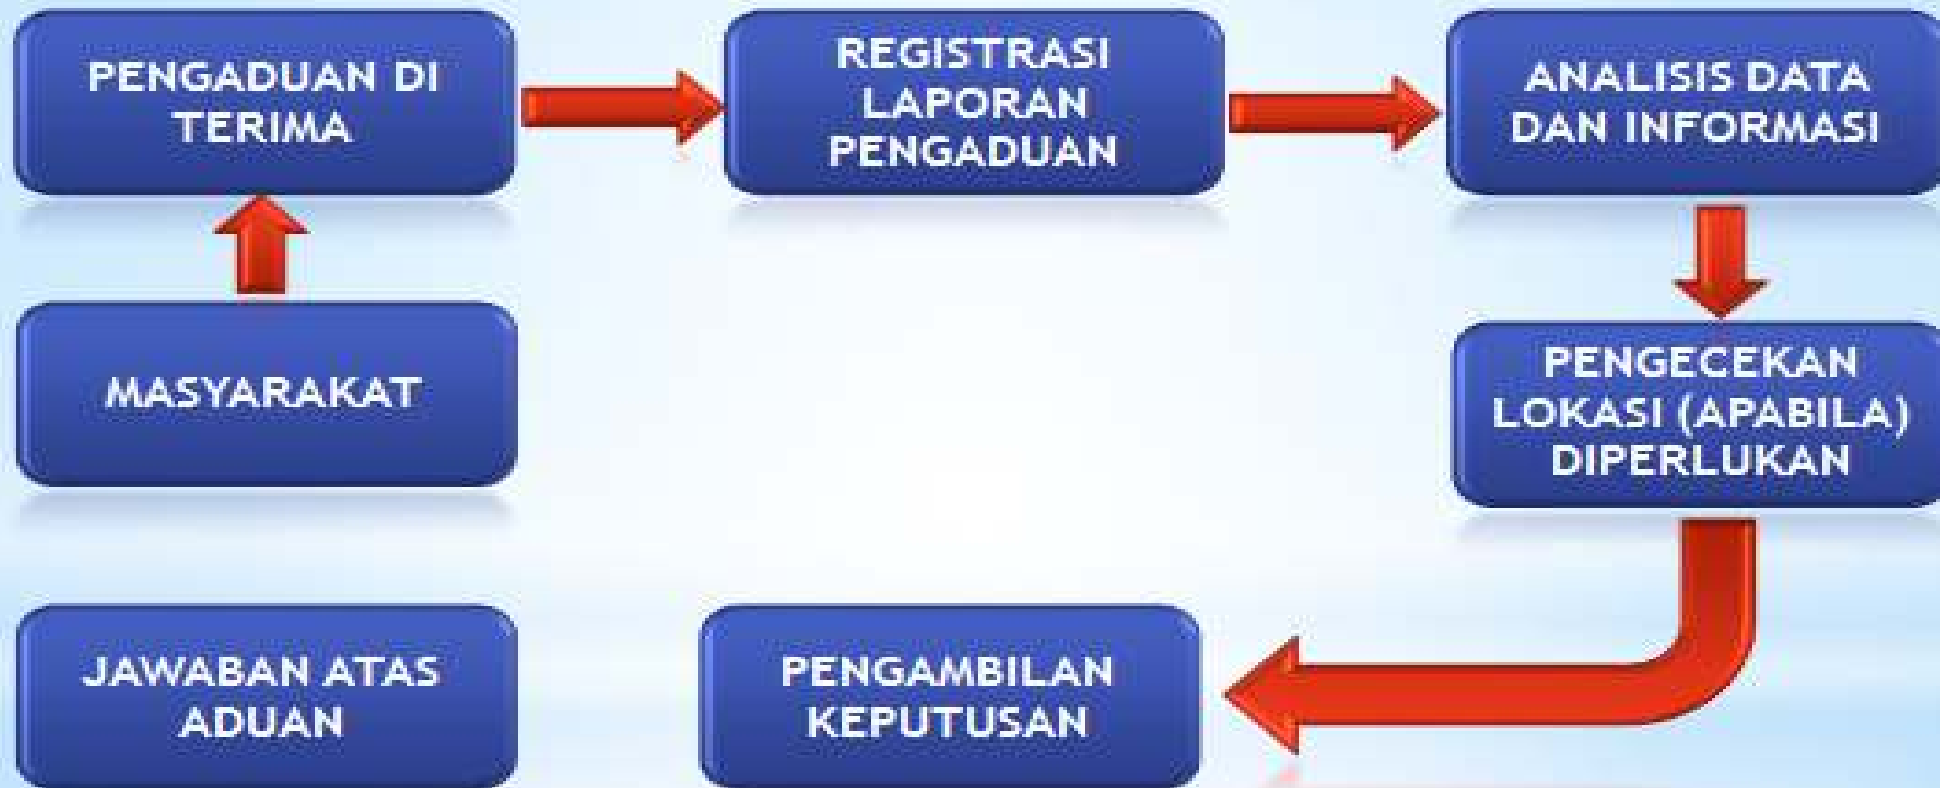 PENGADUAN DI
TERIMA
REGISTRASI
LAPORAN
PENGADUAN
ANALISIS DATA
DAN INFORMASI
MASYARAKAT
PENGECEKAN
LOKASI (APABILA)
DIPERLUKAN
JAWABAN ATAS
ADUAN
PENGAMBILAN
KEPUTUSAN